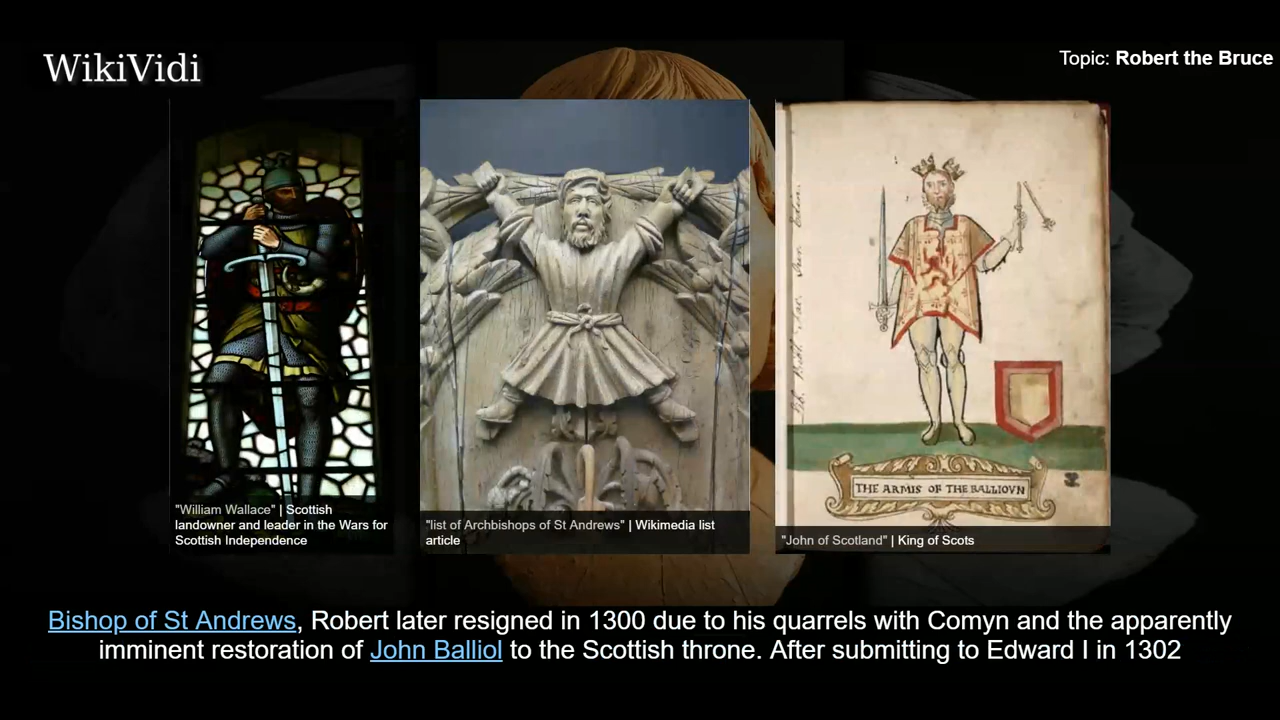 WikiVidi
Topic: Robert the Bruce
THE ARMIS OF THE BALLIOVN
"William Wallace" | Scottish
landowner and leader in the Wars for
Scottish Independence
"list of Archbishops of St Andrews" | Wikimedia list
article
"John of Scotland" | King of Scots
Bishop of St Andrews, Robert later resigned in 1300 due to his quarrels with Comyn and the apparently
imminent restoration of John Balliol to the Scottish throne. After submitting to Edward I in 1302